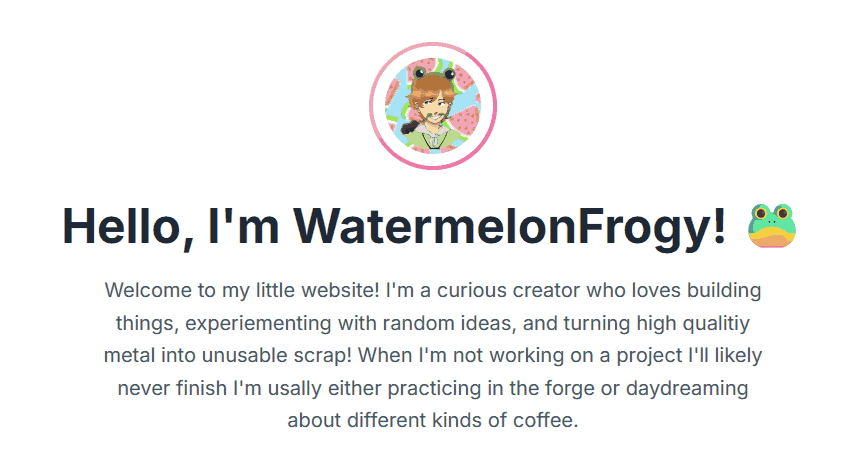 Hello, I'm WatermelonFrogy! 🐸
Welcome to my little website! I'm a curious creator who loves building
things, experiementing with random ideas, and turning high qualitiy
metal into unusable scrap! When I'm not working on a project I'll likely
never finish I'm usally either practicing in the forge or daydreaming
about different kinds of coffee.